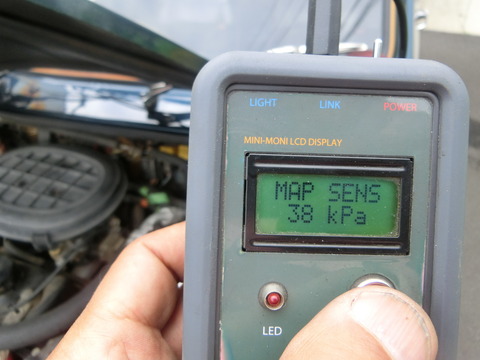 LIGHT LINK POWER
MINI-MONI LCD DISPLAY
MAP SENS
38 kPa
LED